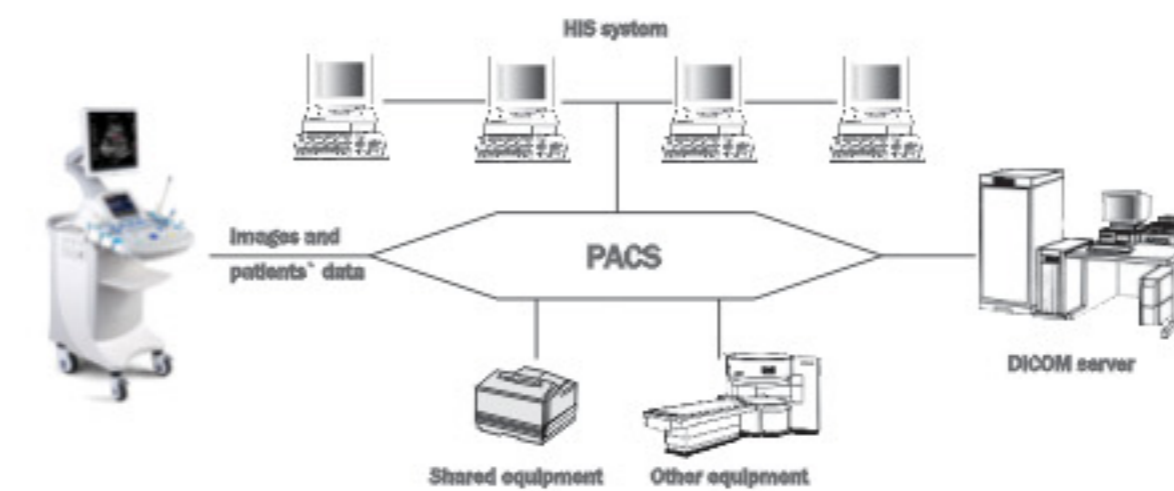 HIS system
Images and
patients` data
PACS
DICOM server
Shared equipment
Other equipment